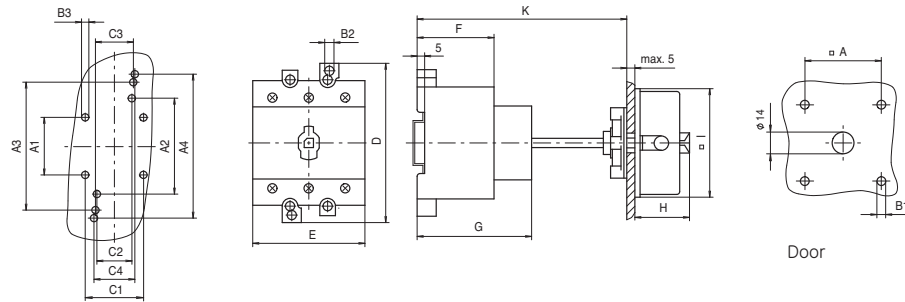 B3
C3
A3
A1
A2
A4
C2
C4
C1
B2
D
E
K
F
5
max. 5
G
H
□ I
□ A
ϕ 14
B1
Door